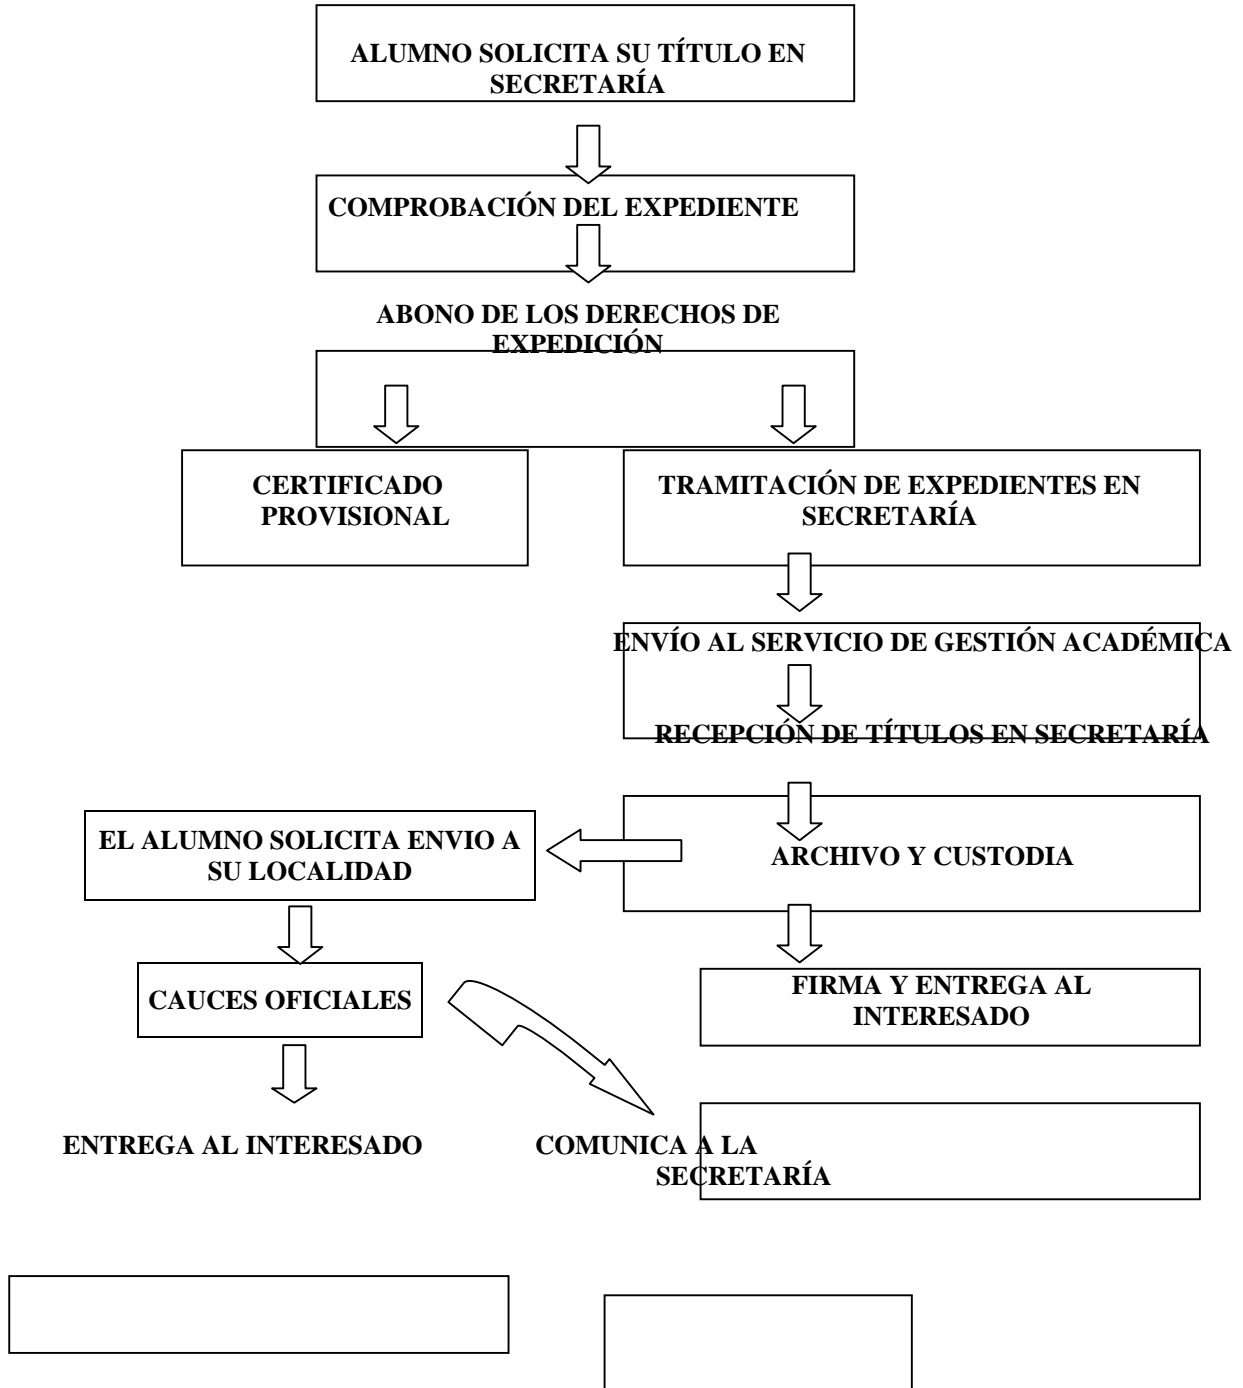 ALUMNO SOLICITA SU TÍTULO EN
SECRETARÍA
COMPROBACIÓN DEL EXPEDIENTE
ABONO DE LOS DERECHOS DE
EXPEDICIÓN
CERTIFICADO
PROVISIONAL
TRAMITACIÓN DE EXPEDIENTES EN
SECRETARÍA
ENVÍO AL SERVICIO DE GESTIÓN ACADÉMICA
RECEPCIÓN DE TÍTULOS EN SECRETARÍA
EL ALUMNO SOLICITA ENVIO A
SU LOCALIDAD
ARCHIVO Y CUSTODIA
CAUCES OFICIALES
FIRMA Y ENTREGA AL
INTERESADO
ENTREGA AL INTERESADO
COMUNICA A LA
SECRETARÍA